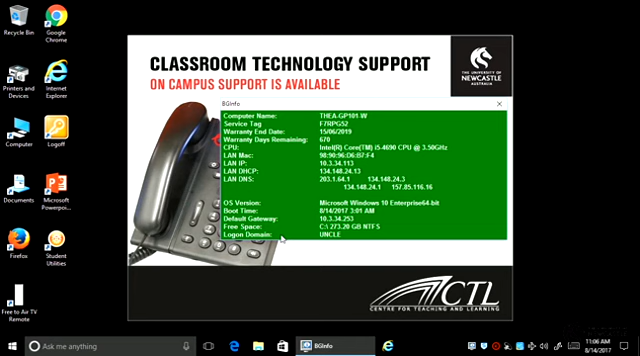 Recycle Bin
Google Chrome
Printers and Devices
Internet Explorer
Computer
Logoff
Documents
Microsoft Powerpoi...
Firefox
Student Utilities
Free to Air TV Remote
CLASSROOM TECHNOLOGY SUPPORT
ON CAMPUS SUPPORT IS AVAILABLE
THE UNIVERSITY OF NEWCASTLE AUSTRALIA
BGInfo
Computer Name: THEA-GP101-W
Service Tag F7RPG52
Warranty End Date: 15/06/2019
Warranty Days Remaining: 670
CPU: Intel(R) Core(TM) i5-4690 CPU @ 3.50GHz
LAN Mac: 98:90:96:D6:B7:F4
LAN IP: 10.3.34.113
LAN DHCP: 134.148.24.13
LAN DNS: 203.1.64.1 134.148.24.3
134.148.24.1 157.85.116.16
OS Version: Microsoft Windows 10 Enterprise64-bit
Boot Time: 8/14/2017 3:01 AM
Default Gateway: 10.3.34.253
Free Space: C:\ 273.20 GB NTFS
Logon Domain: UNCLE
CTL
CENTRE FOR TEACHING AND LEARNING
Ask me anything
BGInfo
11:06 AM
8/14/2017